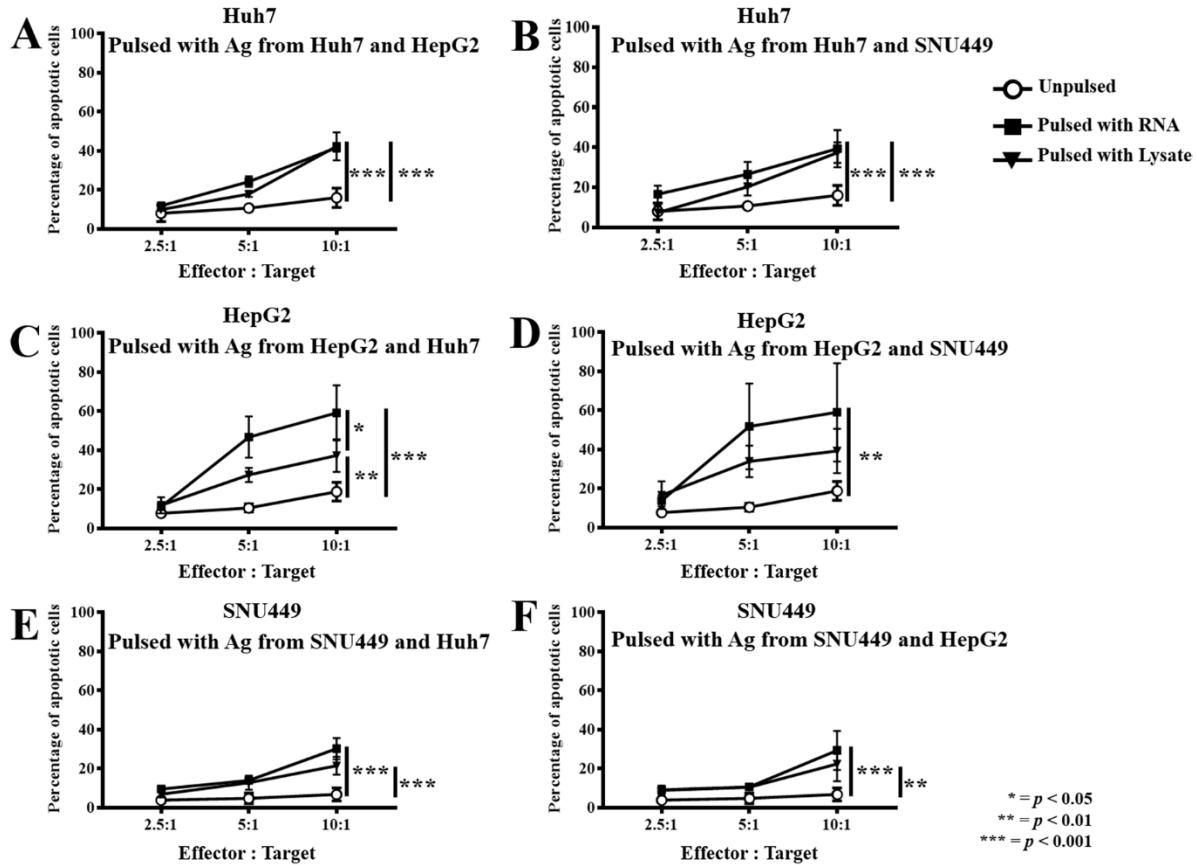 A
Huh7
Pulsed with Ag from Huh7 and HepG2
Percentage of apoptotic cells
100
80
60
40
20
0
*** ***
2.5:1 5:1 10:1
Effector : Target
B
Huh7
Pulsed with Ag from Huh7 and SNU449
Percentage of apoptotic cells
100
80
60
40
20
0
*** ***
2.5:1 5:1 10:1
Effector : Target
Unpulsed
Pulsed with RNA
Pulsed with Lysate
C
HepG2
Pulsed with Ag from HepG2 and Huh7
Percentage of apoptotic cells
100
80
60
40
20
0
*
** ***
2.5:1 5:1 10:1
Effector : Target
D
HepG2
Pulsed with Ag from HepG2 and SNU449
Percentage of apoptotic cells
100
80
60
40
20
0
**
2.5:1 5:1 10:1
Effector : Target
E
SNU449
Pulsed with Ag from SNU449 and Huh7
Percentage of apoptotic cells
100
80
60
40
20
0
*** ***
2.5:1 5:1 10:1
Effector : Target
F
SNU449
Pulsed with Ag from SNU449 and HepG2
Percentage of apoptotic cells
100
80
60
40
20
0
*** **
2.5:1 5:1 10:1
Effector : Target
* = p < 0.05
** = p < 0.01
*** = p < 0.001